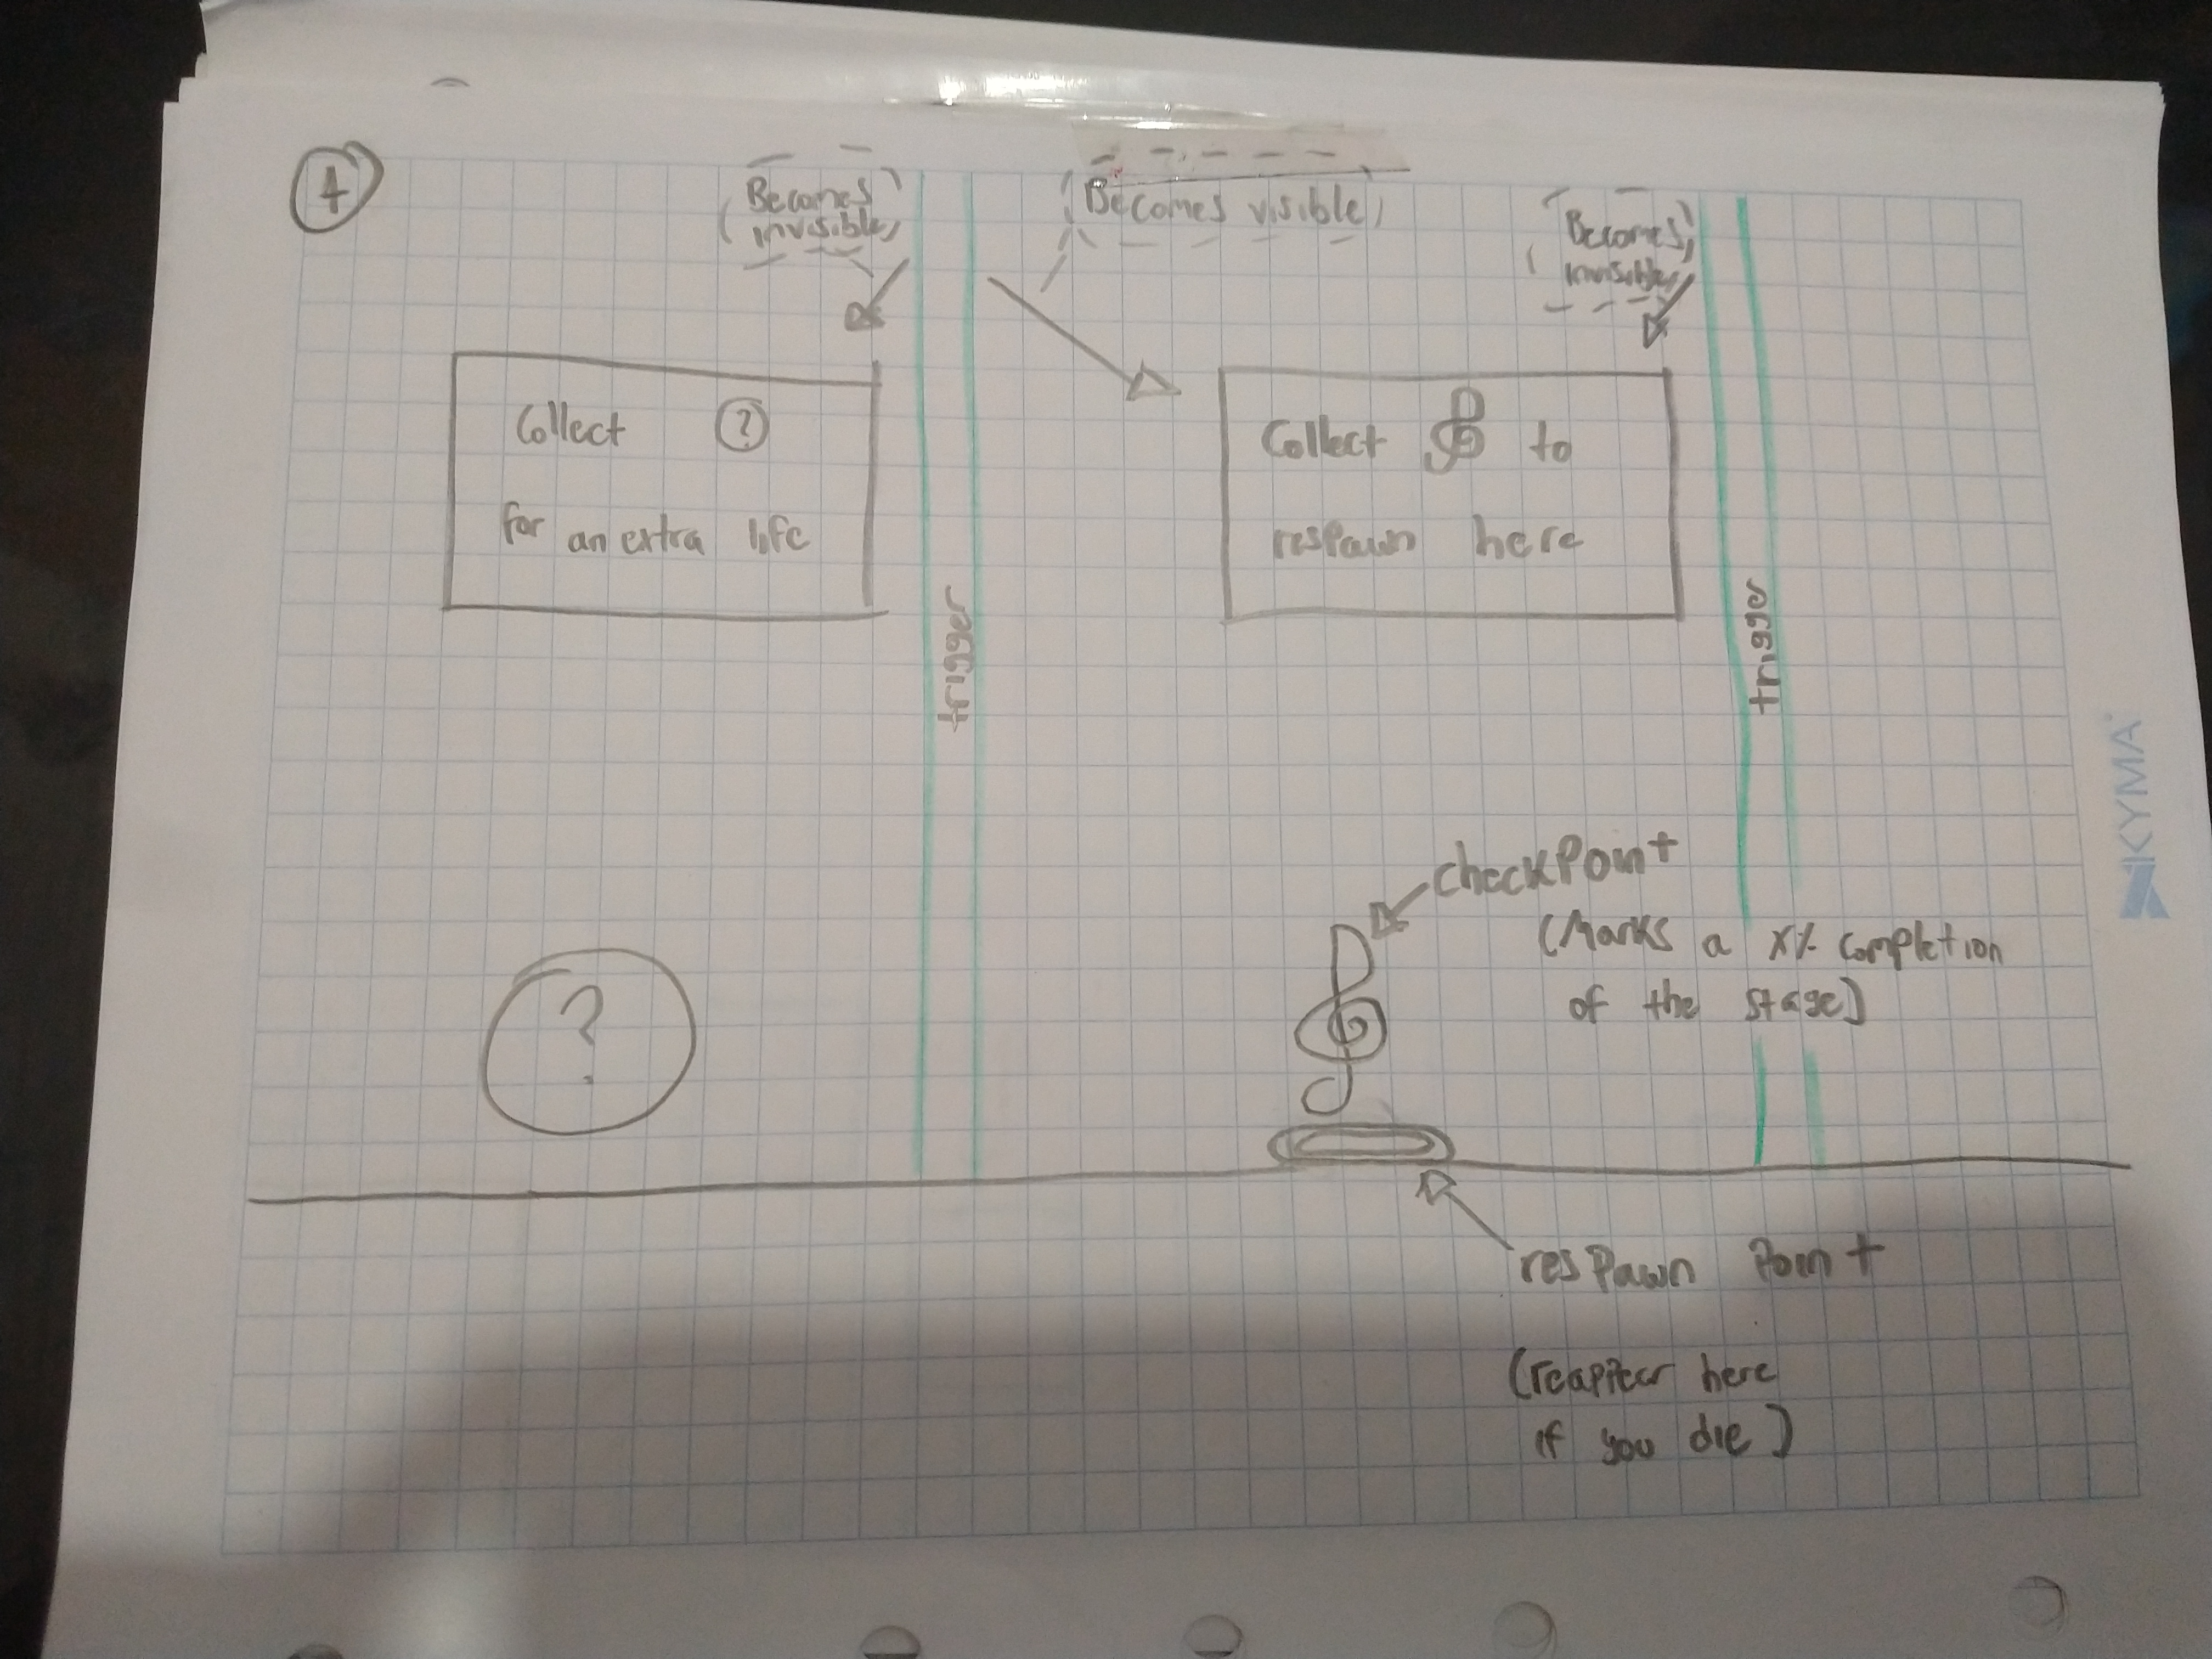 4
Becomes
invisible
Becomes visible
Becomes
invisible
Collect ?
for an extra life
Collect to
respawn here
trigger
trigger
checkPoint
(Marks a x% completion
of the stage)
?
resPawn Point
(reappear here
if you die)
KYMA